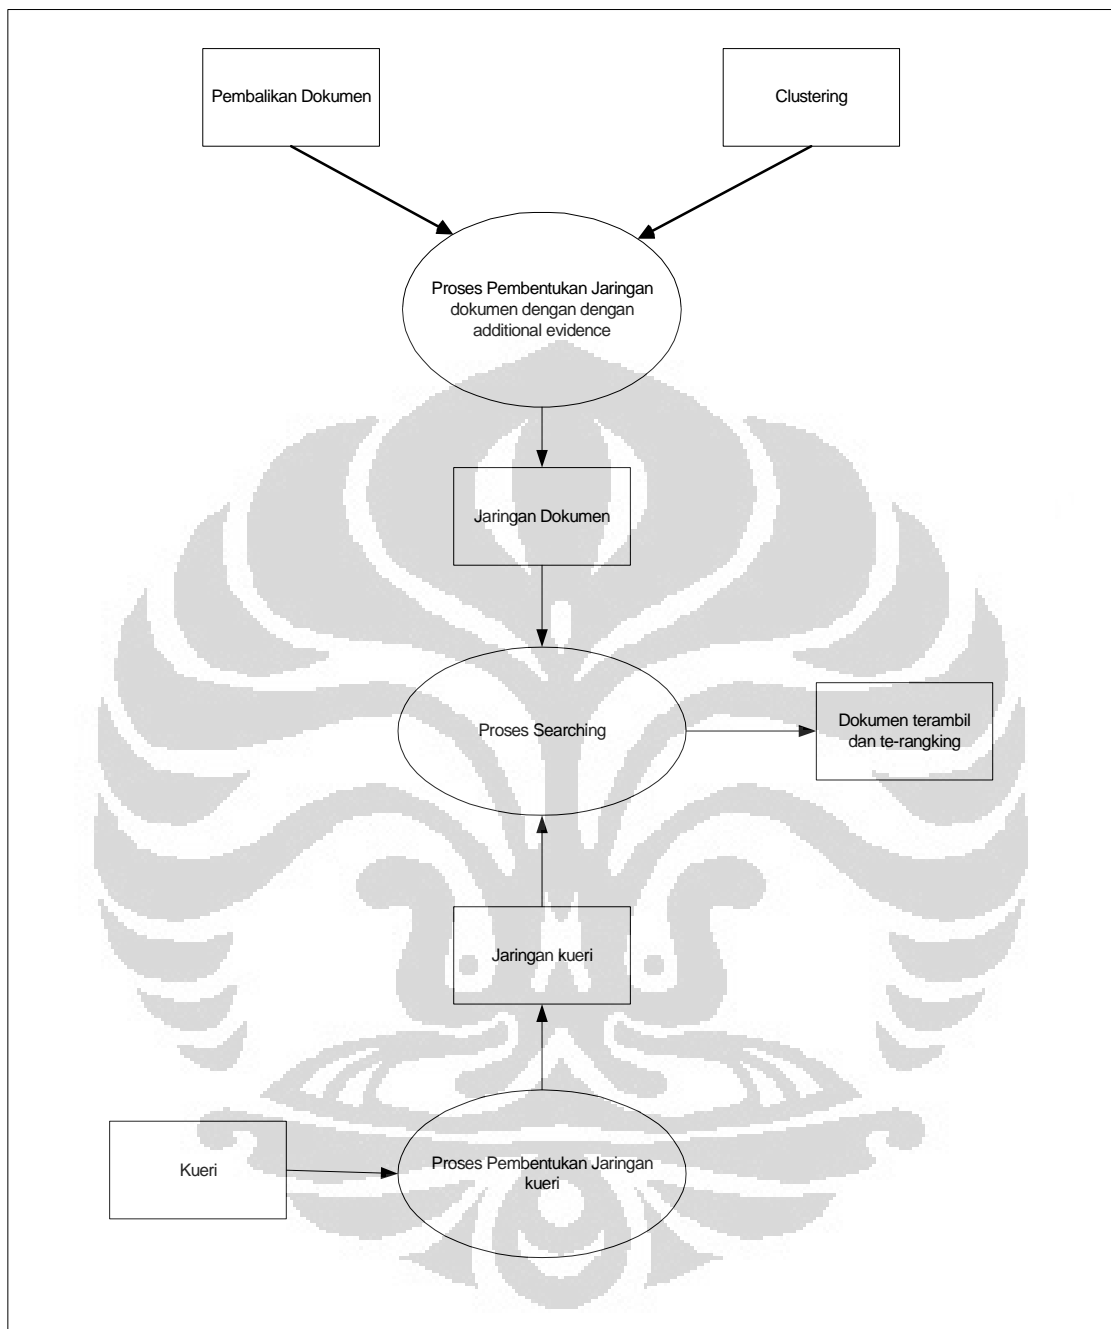 Pembalikan Dokumen
Clustering
Proses Pembentukan Jaringan
dokumen dengan dengan
additional evidence
Jaringan Dokumen
Proses Searching
Dokumen terambil
dan te-rangking
Jaringan kueri
Kueri
Proses Pembentukan Jaringan
kueri